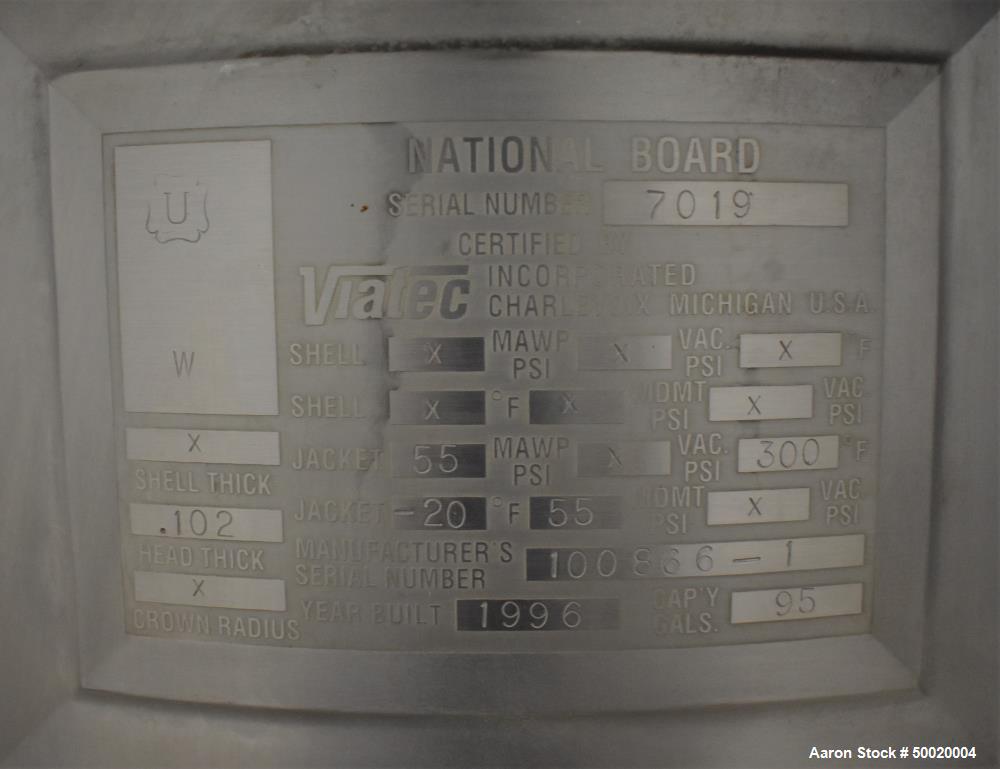 NATIONAL BOARD
U
SERIAL NUMBER 7019
CERTIFIED BY
Viatec INCORPORATED
CHARLEVOIX MICHIGAN U.S.A.
W
SHELL X MAWP PSI X VAC. PSI X °F
SHELL X °F X MDMT PSI X VAC PSI
X
SHELL THICK
JACKET 55 MAWP PSI X VAC. PSI 300 °F
.102
HEAD THICK
JACKET -20 °F 55 MDMT PSI X VAC PSI
X
CROWN RADIUS
MANUFACTURER'S SERIAL NUMBER 100866-1
YEAR BUILT 1996 CAP'Y GALS. 95
Aaron Stock # 50020004